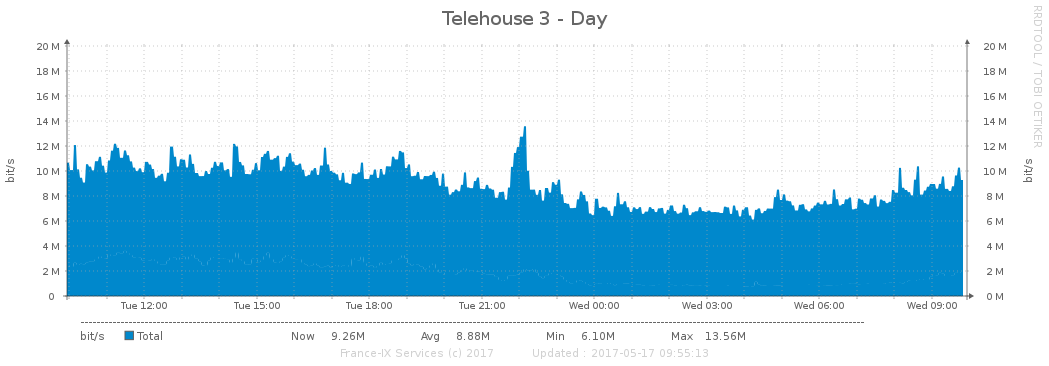 Telehouse 3 - Day
RRDTOOL / TOBI OETIKER
bit/s
20 M 20 M
18 M 18 M
16 M 16 M
14 M 14 M
12 M 12 M
10 M 10 M
8 M 8 M
6 M 6 M
4 M 4 M
2 M 2 M
0 0 M
bit/s
Tue 12:00 Tue 15:00 Tue 18:00 Tue 21:00 Wed 00:00 Wed 03:00 Wed 06:00 Wed 09:00
bit/s Total Now 9.26M Avg 8.88M Min 6.10M Max 13.56M
France-IX Services (c) 2017 Updated : 2017-05-17 09:55:13